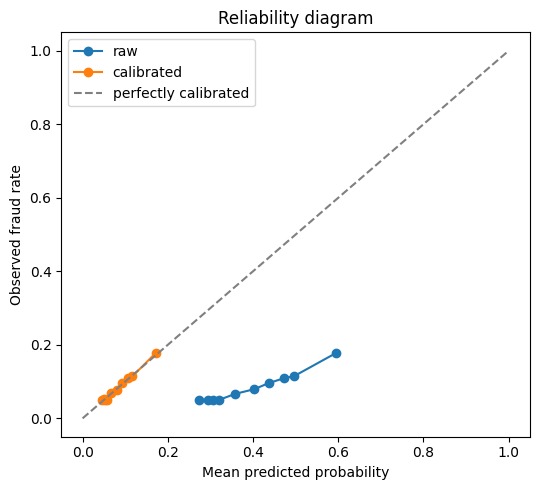 Reliability diagram
raw
calibrated
perfectly calibrated
1.0
0.8
0.6
0.4
0.2
0.0
Observed fraud rate
0.0 0.2 0.4 0.6 0.8 1.0
Mean predicted probability